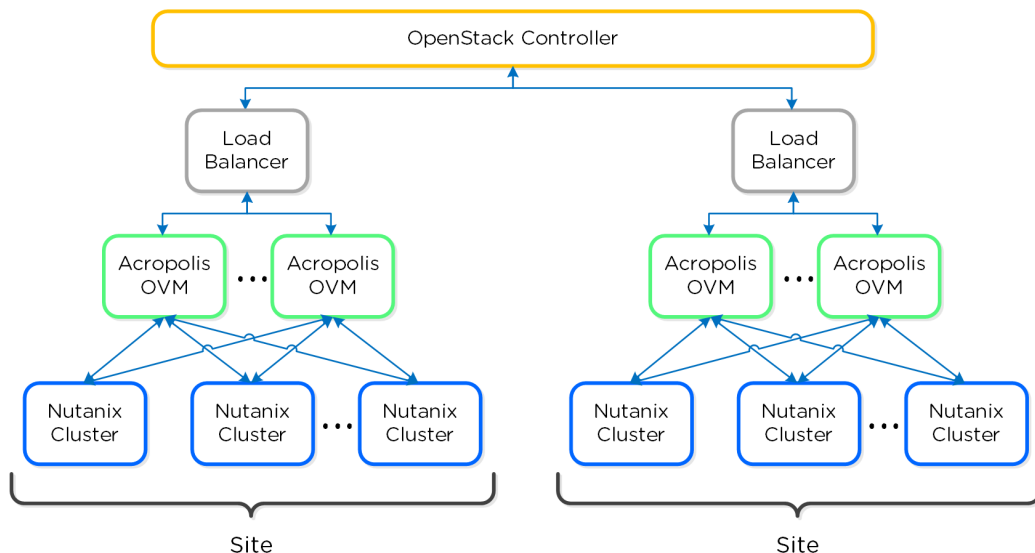 OpenStack Controller
Load
Balancer
Load
Balancer
Acropolis
OVM
Acropolis
OVM
Acropolis
OVM
Acropolis
OVM
Nutanix
Cluster
Nutanix
Cluster
Nutanix
Cluster
Nutanix
Cluster
Nutanix
Cluster
Nutanix
Cluster
Site
Site